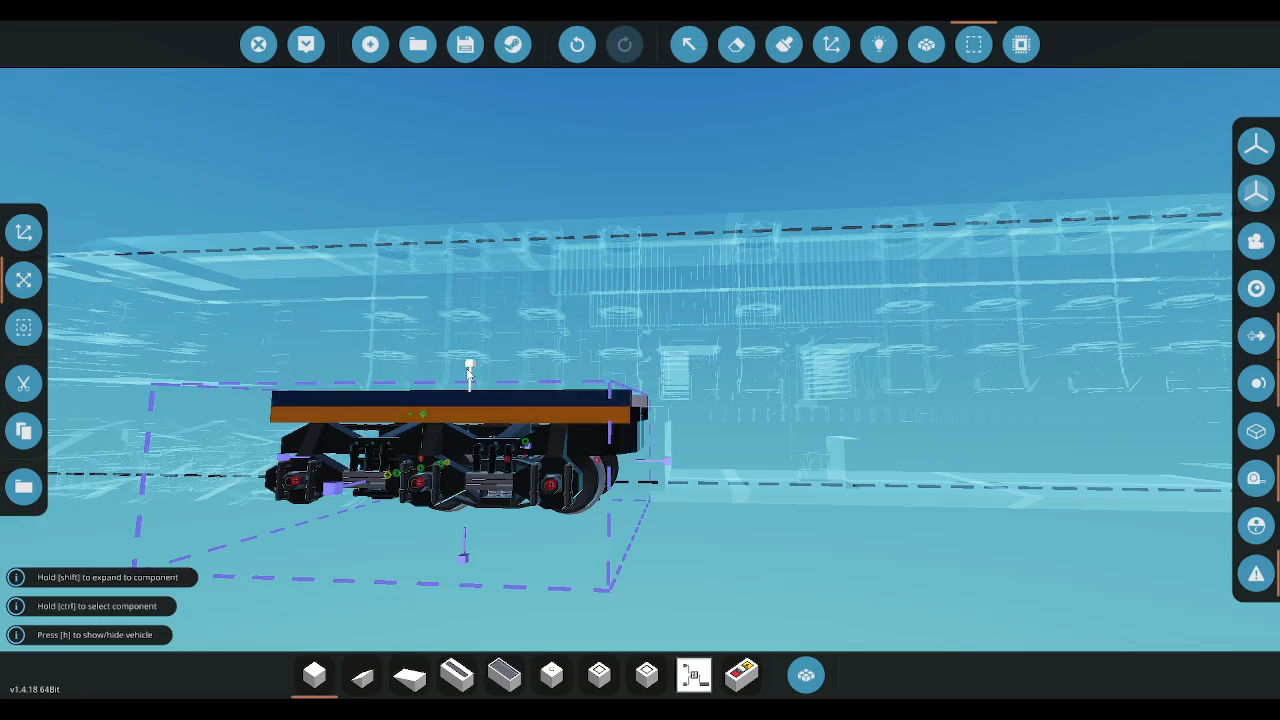 Hold [shift] to expand to component
Hold [ctrl] to select component
Press [h] to show/hide vehicle
v1.4.18 64Bit